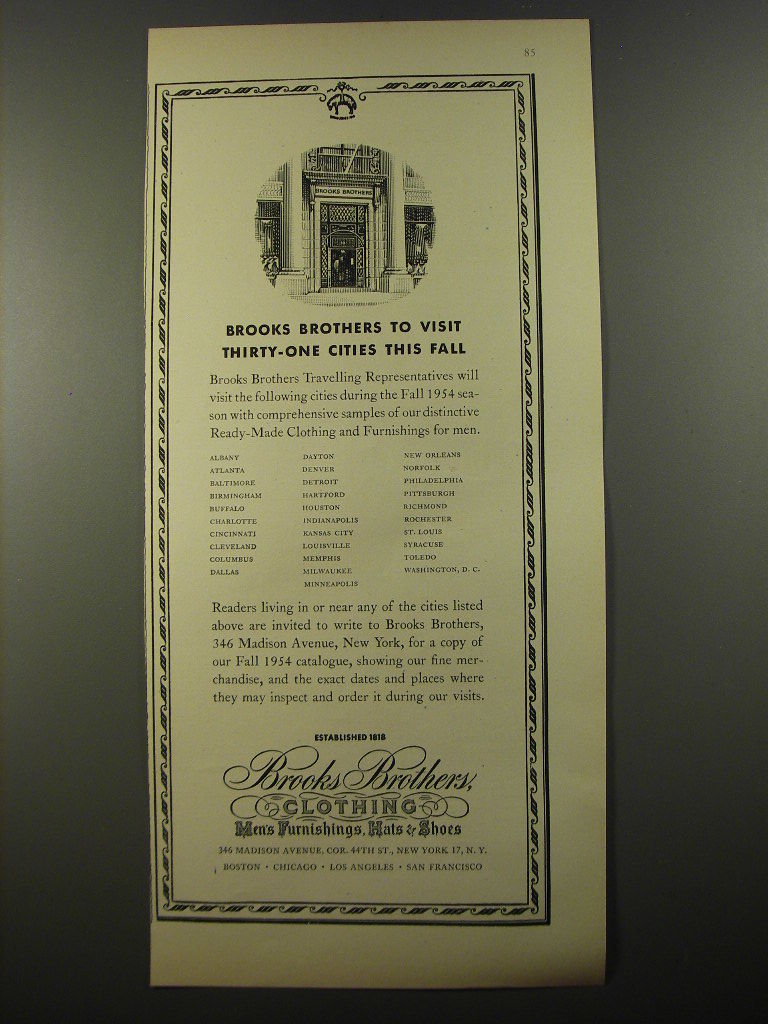 85
BROOKS BROTHERS
BROOKS BROTHERS TO VISIT
THIRTY-ONE CITIES THIS FALL
Brooks Brothers Travelling Representatives will
visit the following cities during the Fall 1954 sea-
son with comprehensive samples of our distinctive
Ready-Made Clothing and Furnishings for men.
ALBANY
ATLANTA
BALTIMORE
BIRMINGHAM
BUFFALO
CHARLOTTE
CINCINNATI
CLEVELAND
COLUMBUS
DALLAS
DAYTON
DENVER
DETROIT
HARTFORD
HOUSTON
INDIANAPOLIS
KANSAS CITY
LOUISVILLE
MEMPHIS
MILWAUKEE
MINNEAPOLIS
NEW ORLEANS
NORFOLK
PHILADELPHIA
PITTSBURGH
RICHMOND
ROCHESTER
ST. LOUIS
SYRACUSE
TOLEDO
WASHINGTON, D. C.
Readers living in or near any of the cities listed
above are invited to write to Brooks Brothers,
346 Madison Avenue, New York, for a copy of
our Fall 1954 catalogue, showing our fine mer-
chandise, and the exact dates and places where
they may inspect and order it during our visits.
ESTABLISHED 1818
Brooks Brothers,
CLOTHING
Men's Furnishings, Hats & Shoes
346 MADISON AVENUE, COR. 44TH ST., NEW YORK 17, N. Y.
BOSTON • CHICAGO • LOS ANGELES • SAN FRANCISCO